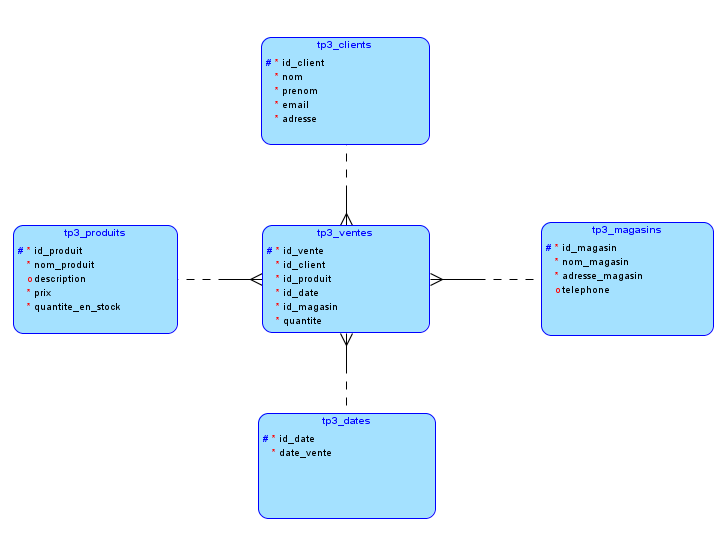 tp3_clients
# * id_client
* nom
* prenom
* email
* adresse
tp3_produits
# * id_produit
* nom_produit
o description
* prix
* quantite_en_stock
tp3_ventes
# * id_vente
* id_client
* id_produit
* id_date
* id_magasin
* quantite
tp3_magasins
# * id_magasin
* nom_magasin
* adresse_magasin
o telephone
tp3_dates
# * id_date
* date_vente